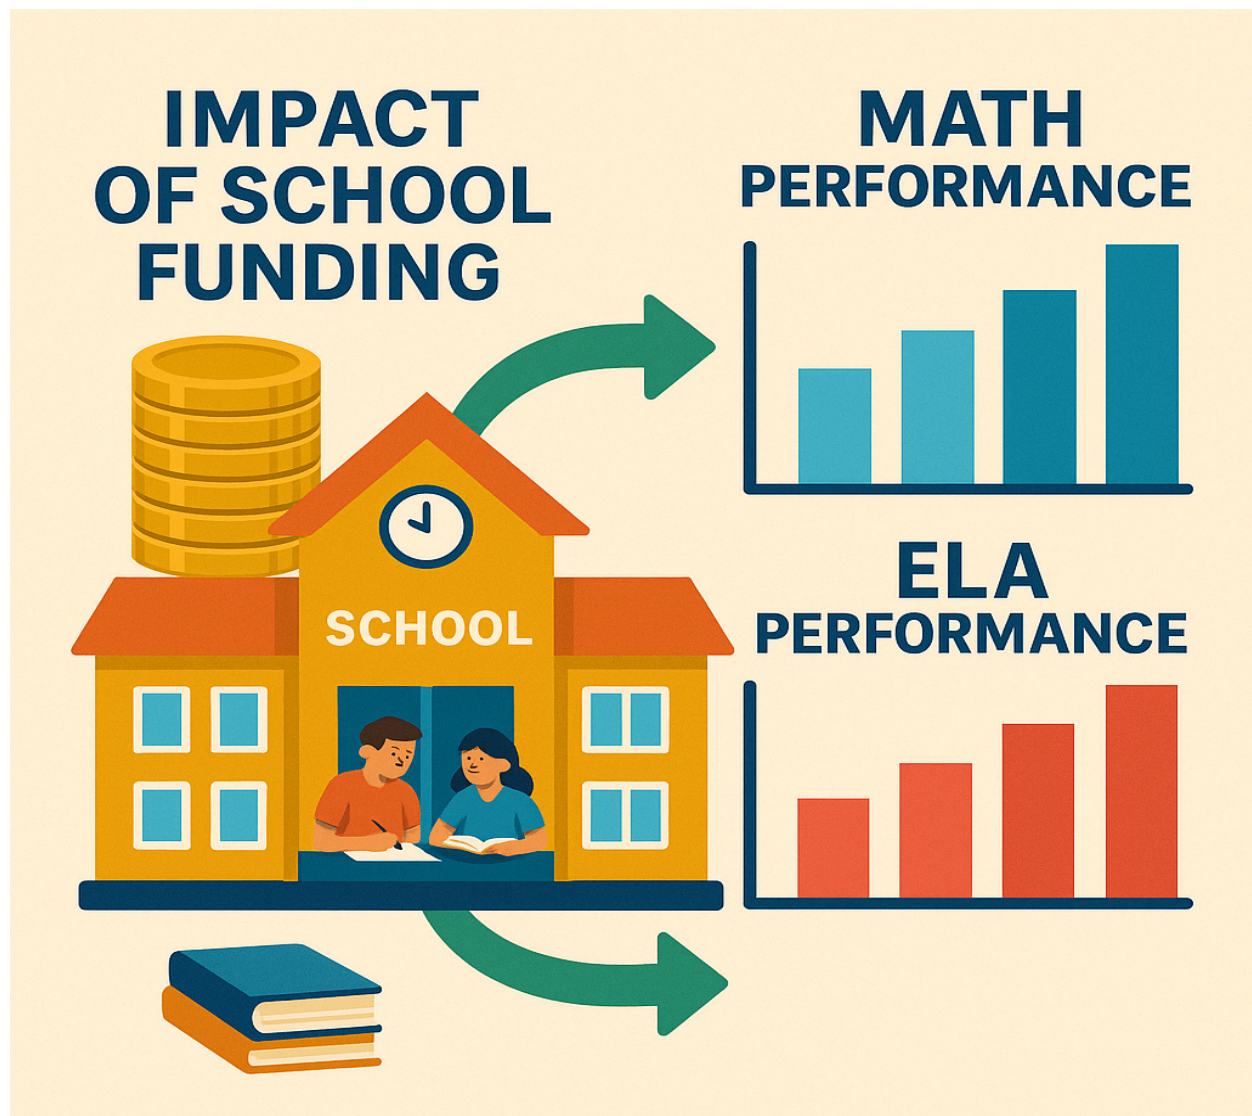 IMPACT
OF SCHOOL
FUNDING
MATH
PERFORMANCE
SCHOOL
ELA
PERFORMANCE